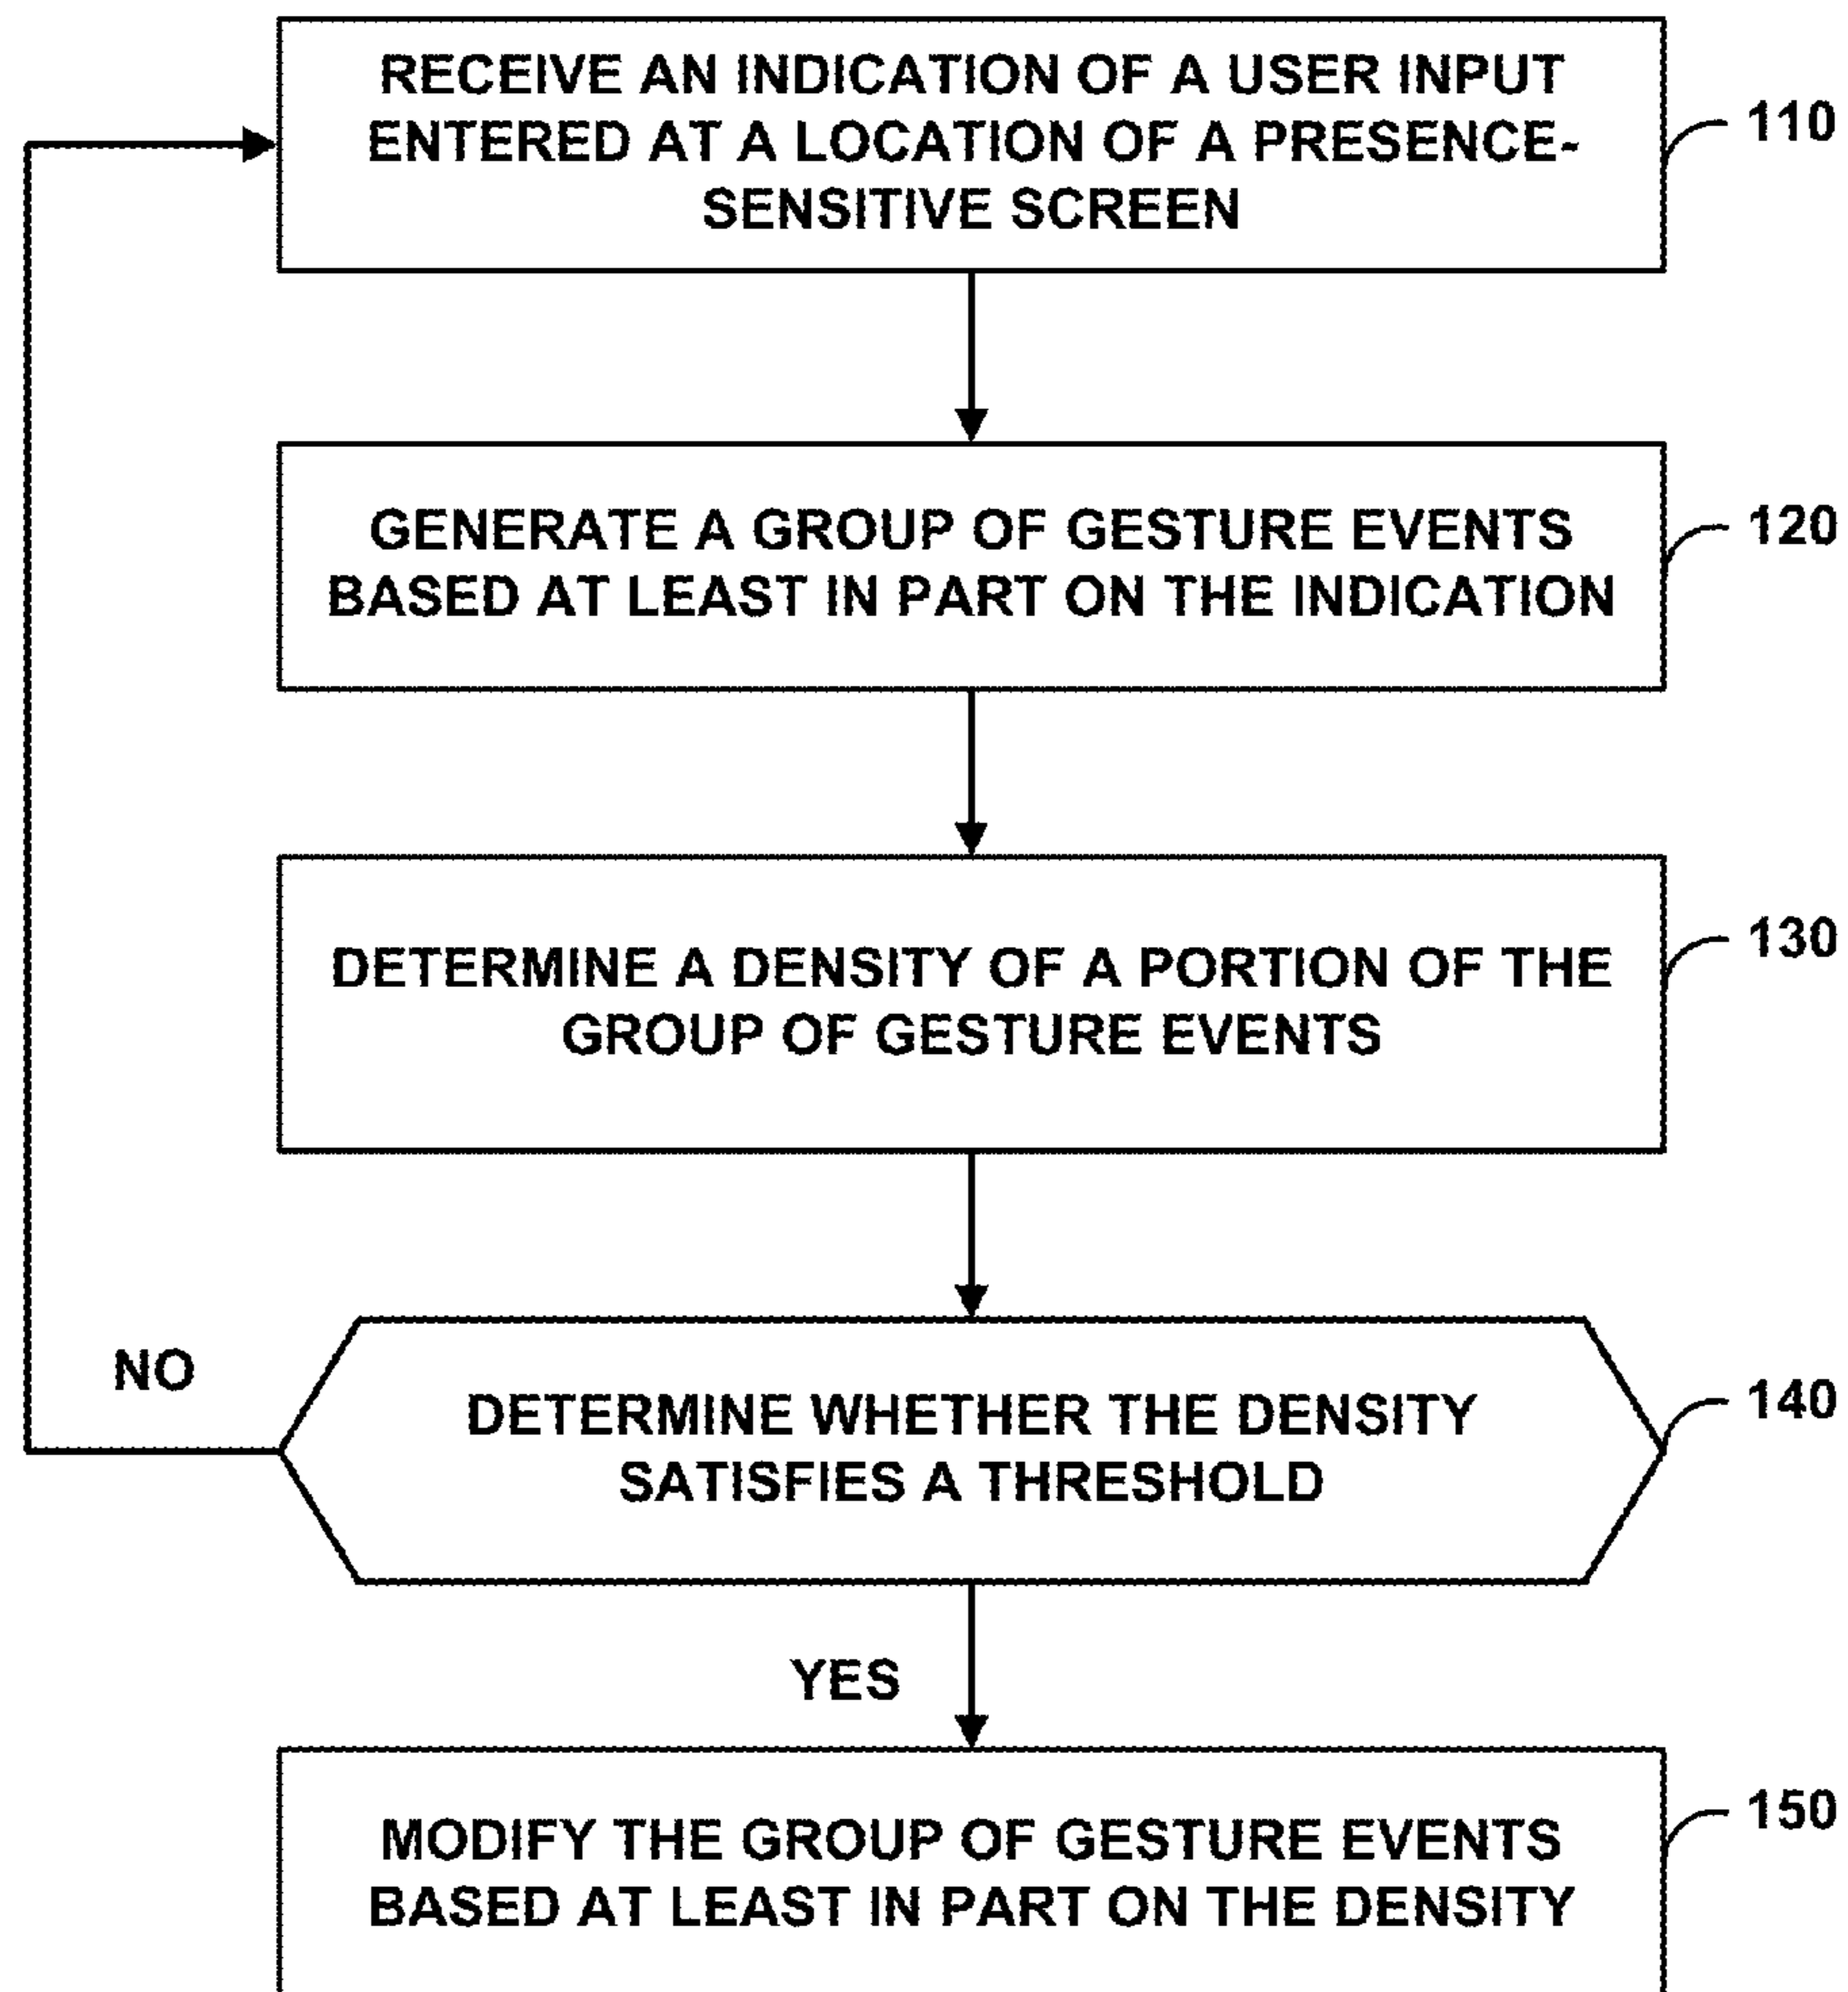 RECEIVE AN INDICATION OF A USER INPUT
ENTERED AT A LOCATION OF A PRESENCE-
SENSITIVE SCREEN
110
GENERATE A GROUP OF GESTURE EVENTS
BASED AT LEAST IN PART ON THE INDICATION
120
DETERMINE A DENSITY OF A PORTION OF THE
GROUP OF GESTURE EVENTS
130
NO
DETERMINE WHETHER THE DENSITY
SATISFIES A THRESHOLD
140
YES
MODIFY THE GROUP OF GESTURE EVENTS
BASED AT LEAST IN PART ON THE DENSITY
150